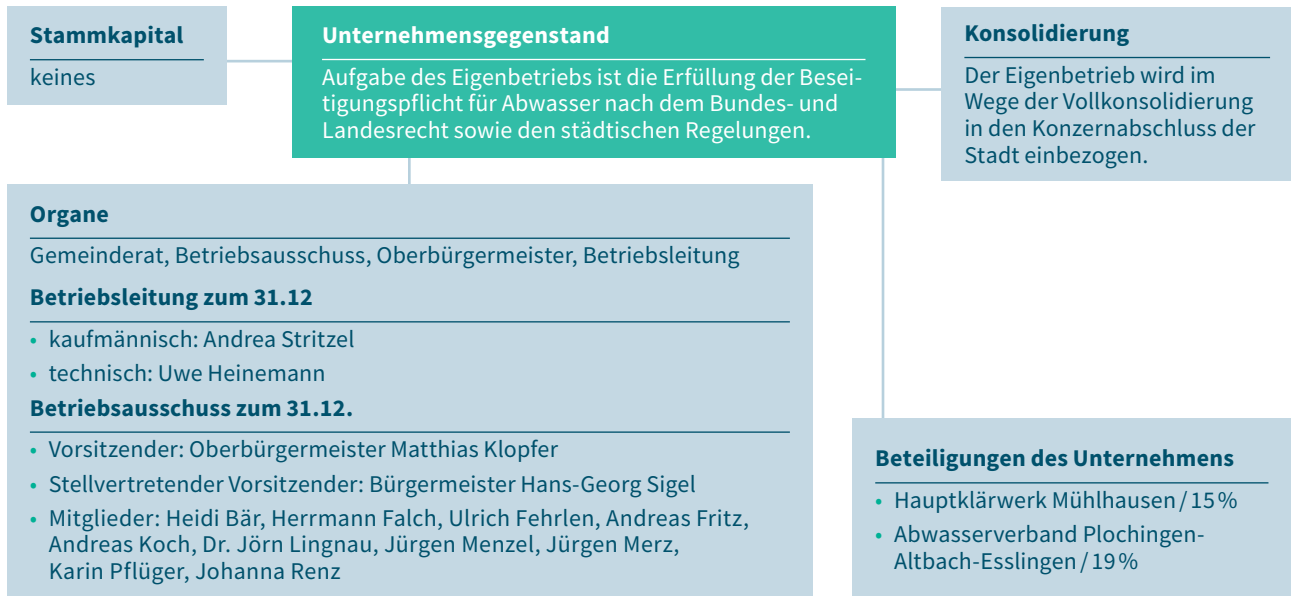 Stammkapital
keines
Unternehmensgegenstand
Aufgabe des Eigenbetriebs ist die Erfüllung der Besei-
tigungspflicht für Abwasser nach dem Bundes- und
Landesrecht sowie den städtischen Regelungen.
Konsolidierung
Der Eigenbetrieb wird im
Wege der Vollkonsolidierung
in den Konzernabschluss der
Stadt einbezogen.
Organe
Gemeinderat, Betriebsausschuss, Oberbürgermeister, Betriebsleitung
Betriebsleitung zum 31.12
• kaufmännisch: Andrea Stritzel
• technisch: Uwe Heinemann
Betriebsausschuss zum 31.12.
• Vorsitzender: Oberbürgermeister Matthias Klopfer
• Stellvertretender Vorsitzender: Bürgermeister Hans-Georg Sigel
• Mitglieder: Heidi Bär, Herrmann Falch, Ulrich Fehrlen, Andreas Fritz,
Andreas Koch, Dr. Jörn Lingnau, Jürgen Menzel, Jürgen Merz,
Karin Pflüger, Johanna Renz
Beteiligungen des Unternehmens
• Hauptklärwerk Mühlhausen / 15 %
• Abwasserverband Plochingen-
Altbach-Esslingen / 19 %